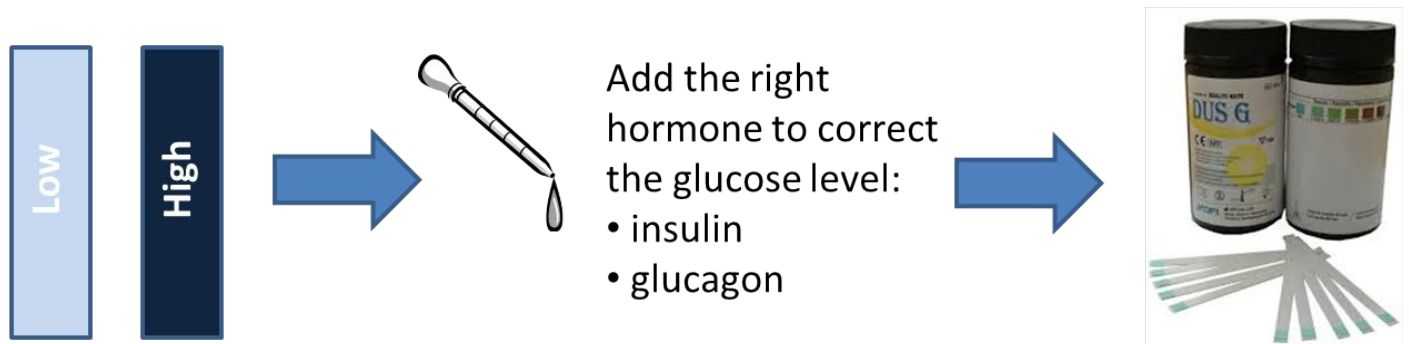 Low
High
Add the right
hormone to correct
the glucose level:
• insulin
• glucagon
DUS G